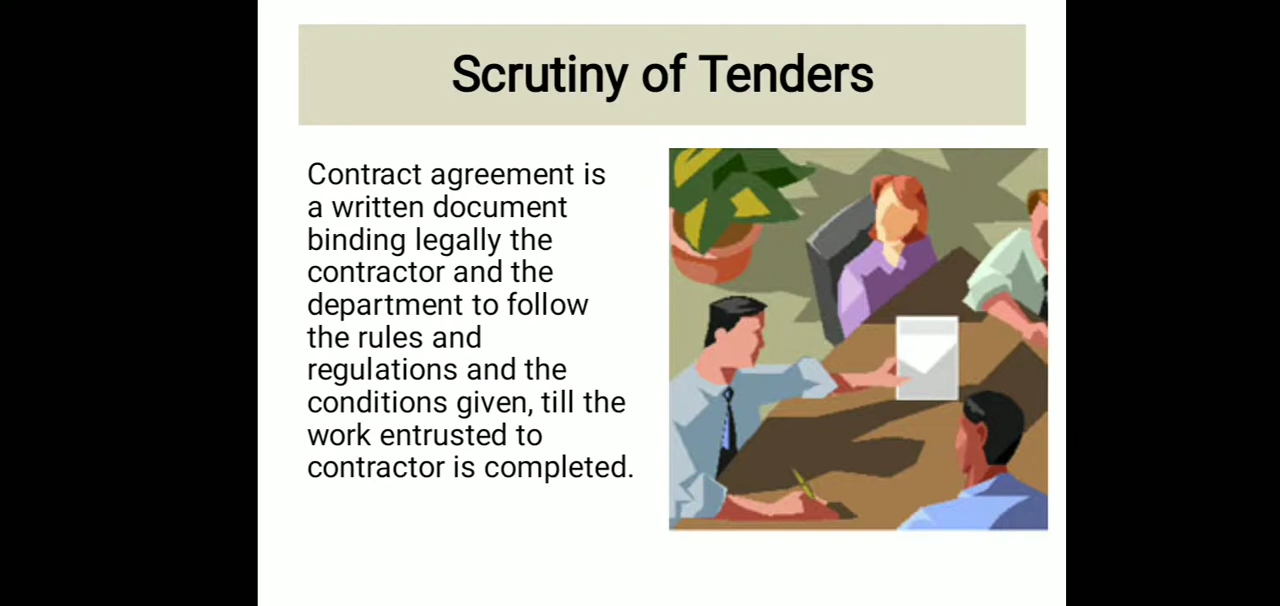 Scrutiny of Tenders
Contract agreement is
a written document
binding legally the
contractor and the
department to follow
the rules and
regulations and the
conditions given, till the
work entrusted to
contractor is completed.